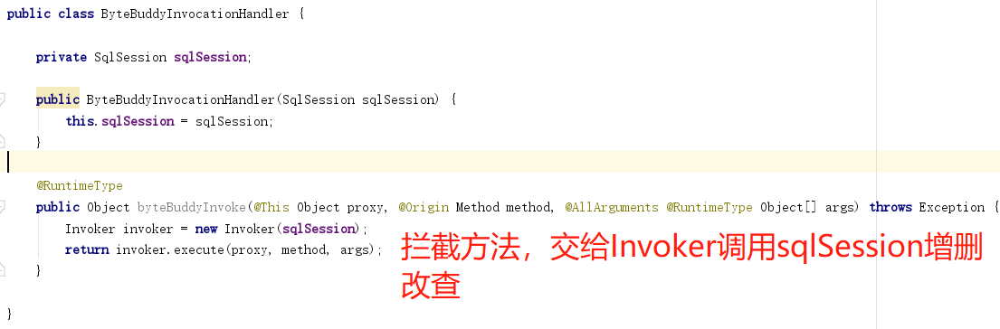 public class ByteBuddyInvocationHandler {
private SqlSession sqlSession;
public ByteBuddyInvocationHandler(SqlSession sqlSession) {
this.sqlSession = sqlSession;
}
@RuntimeType
public Object byteBuddyInvoke(@This Object proxy, @Origin Method method, @AllArguments @RuntimeType Object[] args) throws Exception {
Invoker invoker = new Invoker(sqlSession);
return invoker.execute(proxy, method, args);
拦截方法，交给Invoker调用sqlSession增删
改查
}
}